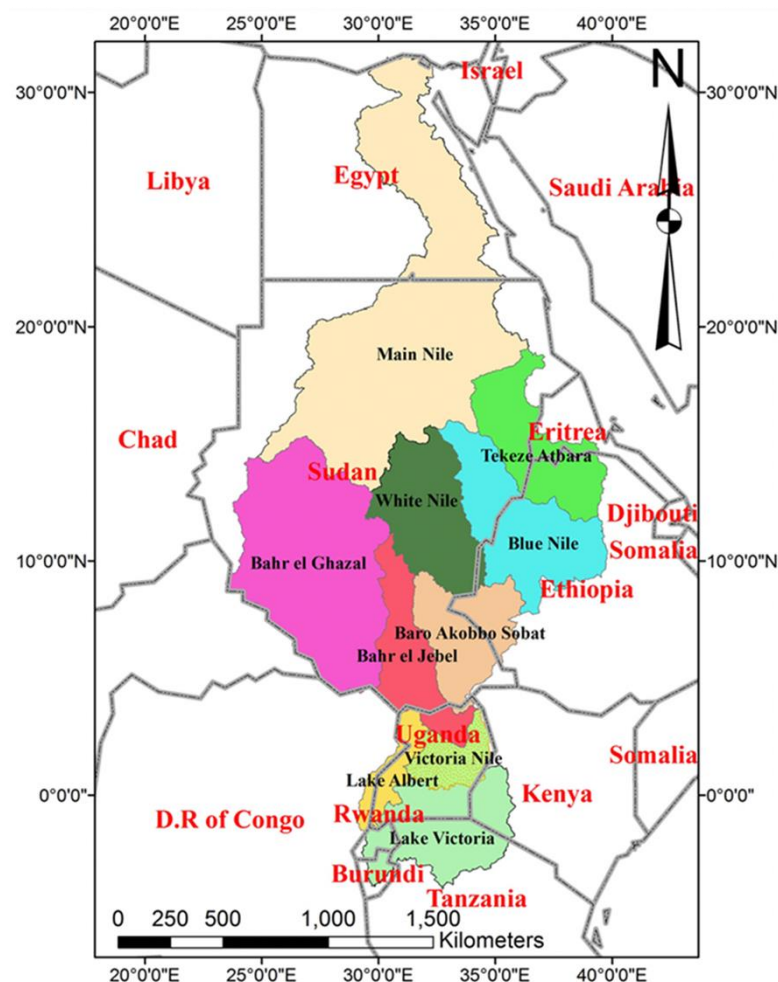 20°0'0"E 25°0'0"E 30°0'0"E 35°0'0"E 40°0'0"E
N
Israel
30°0'0"N 30°0'0"N
Libya
Egypt
Saudi Arabia
20°0'0"N 20°0'0"N
Main Nile
Chad
Eritrea
Tekeze Atbara
Sudan
White Nile
Djibouti
Blue Nile
Somalia
10°0'0"N 10°0'0"N
Bahr el Ghazal
Ethiopia
Baro Akobbo Sobat
Bahr el Jebel
Uganda
Victoria Nile
Somalia
Lake Albert
Kenya
0°0'0" 0°0'0"
Rwanda
D.R of Congo
Lake Victoria
Burundi
Tanzania
0 250 500 1,000 1,500
Kilometers
20°0'0"E 25°0'0"E 30°0'0"E 35°0'0"E 40°0'0"E